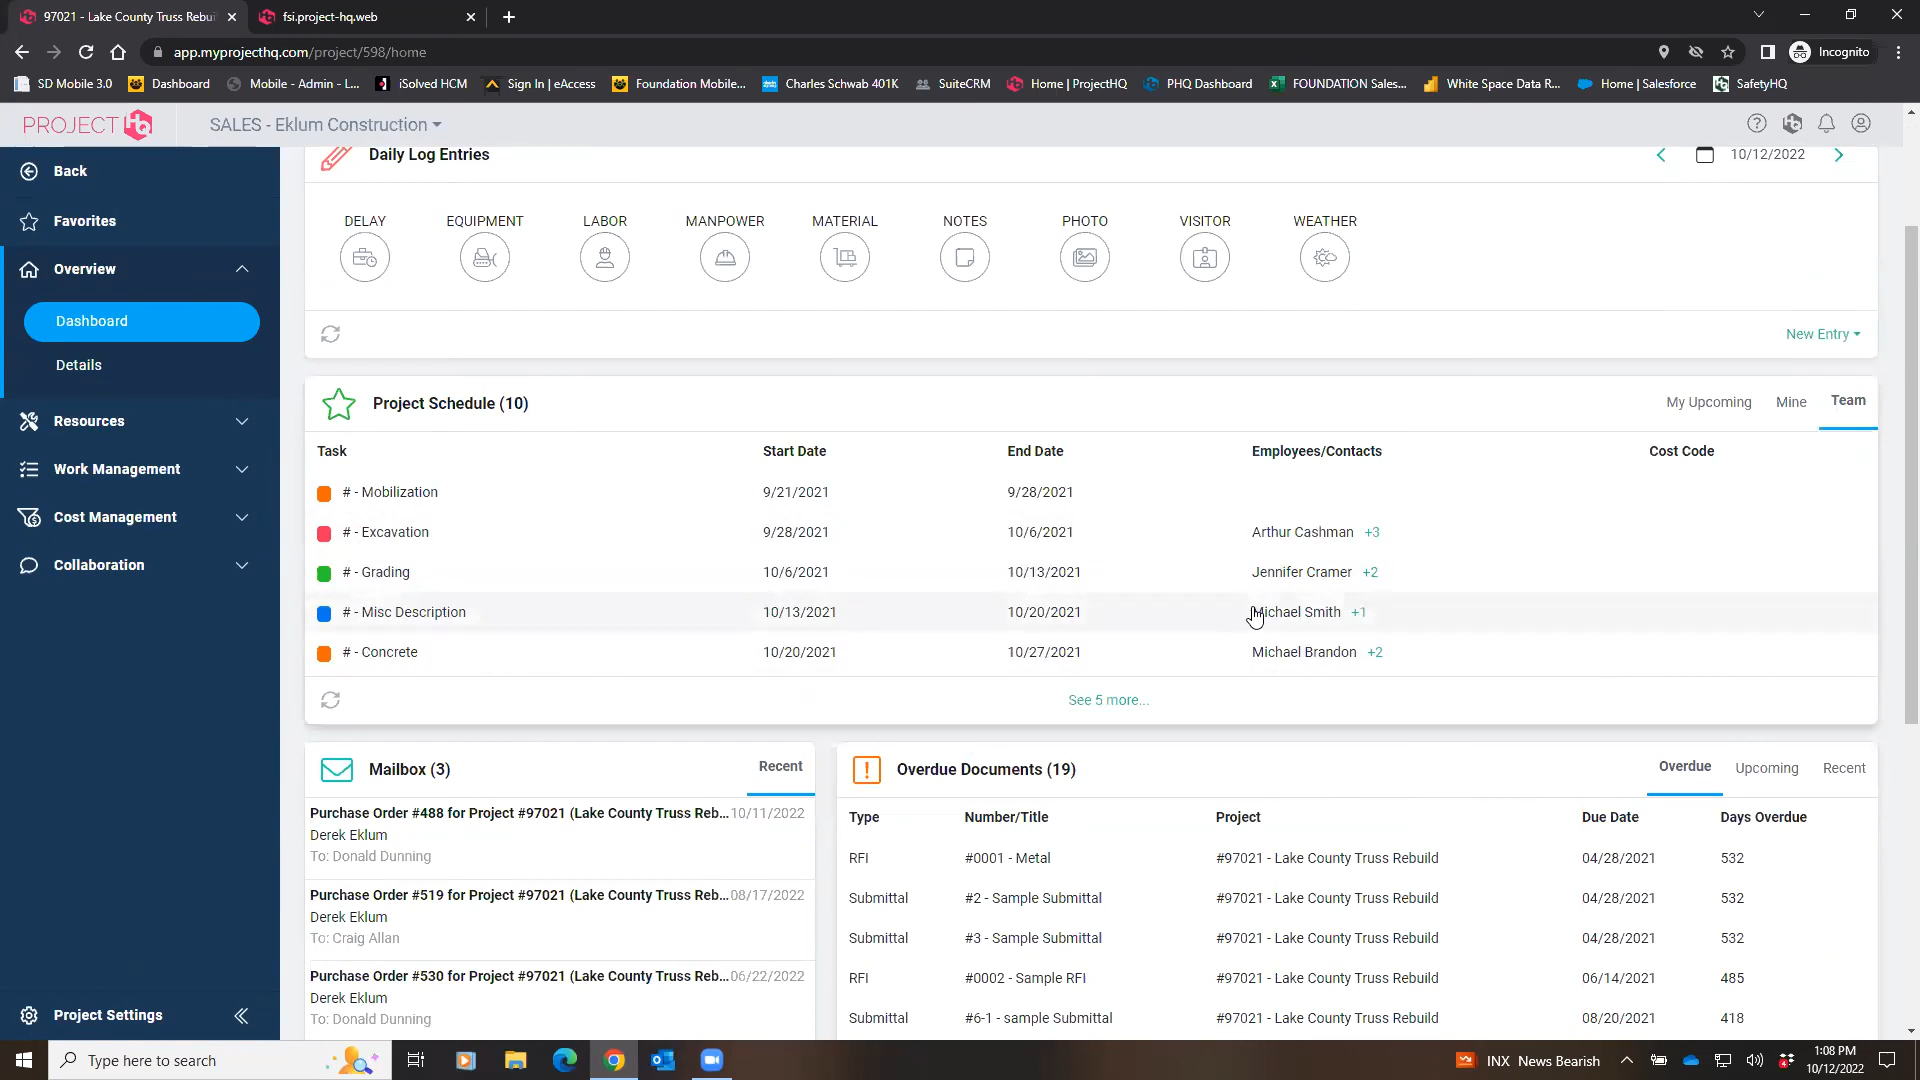 97021 - Lake County Truss Rebui
fsi.project-hq.web
app.myprojecthq.com/project/598/home
Incognito
SD Mobile 3.0
Dashboard
Mobile - Admin - L...
iSolved HCM
Sign In | eAccess
Foundation Mobile...
Charles Schwab 401K
SuiteCRM
Home | ProjectHQ
PHQ Dashboard
FOUNDATION Sales...
White Space Data R...
Home | Salesforce
SafetyHQ
PROJECT HQ
SALES - Eklum Construction
Back
Favorites
Overview
Dashboard
Details
Resources
Work Management
Cost Management
Collaboration
Project Settings
Daily Log Entries
10/12/2022
DELAY EQUIPMENT LABOR MANPOWER MATERIAL NOTES PHOTO VISITOR WEATHER
New Entry
Project Schedule (10)
My Upcoming Mine Team
Task Start Date End Date Employees/Contacts Cost Code
# - Mobilization 9/21/2021 9/28/2021
# - Excavation 9/28/2021 10/6/2021 Arthur Cashman +3
# - Grading 10/6/2021 10/13/2021 Jennifer Cramer +2
# - Misc Description 10/13/2021 10/20/2021 Michael Smith +1
# - Concrete 10/20/2021 10/27/2021 Michael Brandon +2
See 5 more...
Mailbox (3)
Recent
Purchase Order #488 for Project #97021 (Lake County Truss Reb... 10/11/2022
Derek Eklum
To: Donald Dunning
Purchase Order #519 for Project #97021 (Lake County Truss Reb... 08/17/2022
Derek Eklum
To: Craig Allan
Purchase Order #530 for Project #97021 (Lake County Truss Reb... 06/22/2022
Derek Eklum
To: Donald Dunning
Overdue Documents (19)
Overdue Upcoming Recent
Type Number/Title Project Due Date Days Overdue
RFI #0001 - Metal #97021 - Lake County Truss Rebuild 04/28/2021 532
Submittal #2 - Sample Submittal #97021 - Lake County Truss Rebuild 04/28/2021 532
Submittal #3 - Sample Submittal #97021 - Lake County Truss Rebuild 04/28/2021 532
RFI #0002 - Sample RFI #97021 - Lake County Truss Rebuild 06/14/2021 485
Submittal #6-1 - sample Submittal #97021 - Lake County Truss Rebuild 08/20/2021 418
Type here to search
INX News Bearish
1:08 PM
10/12/2022